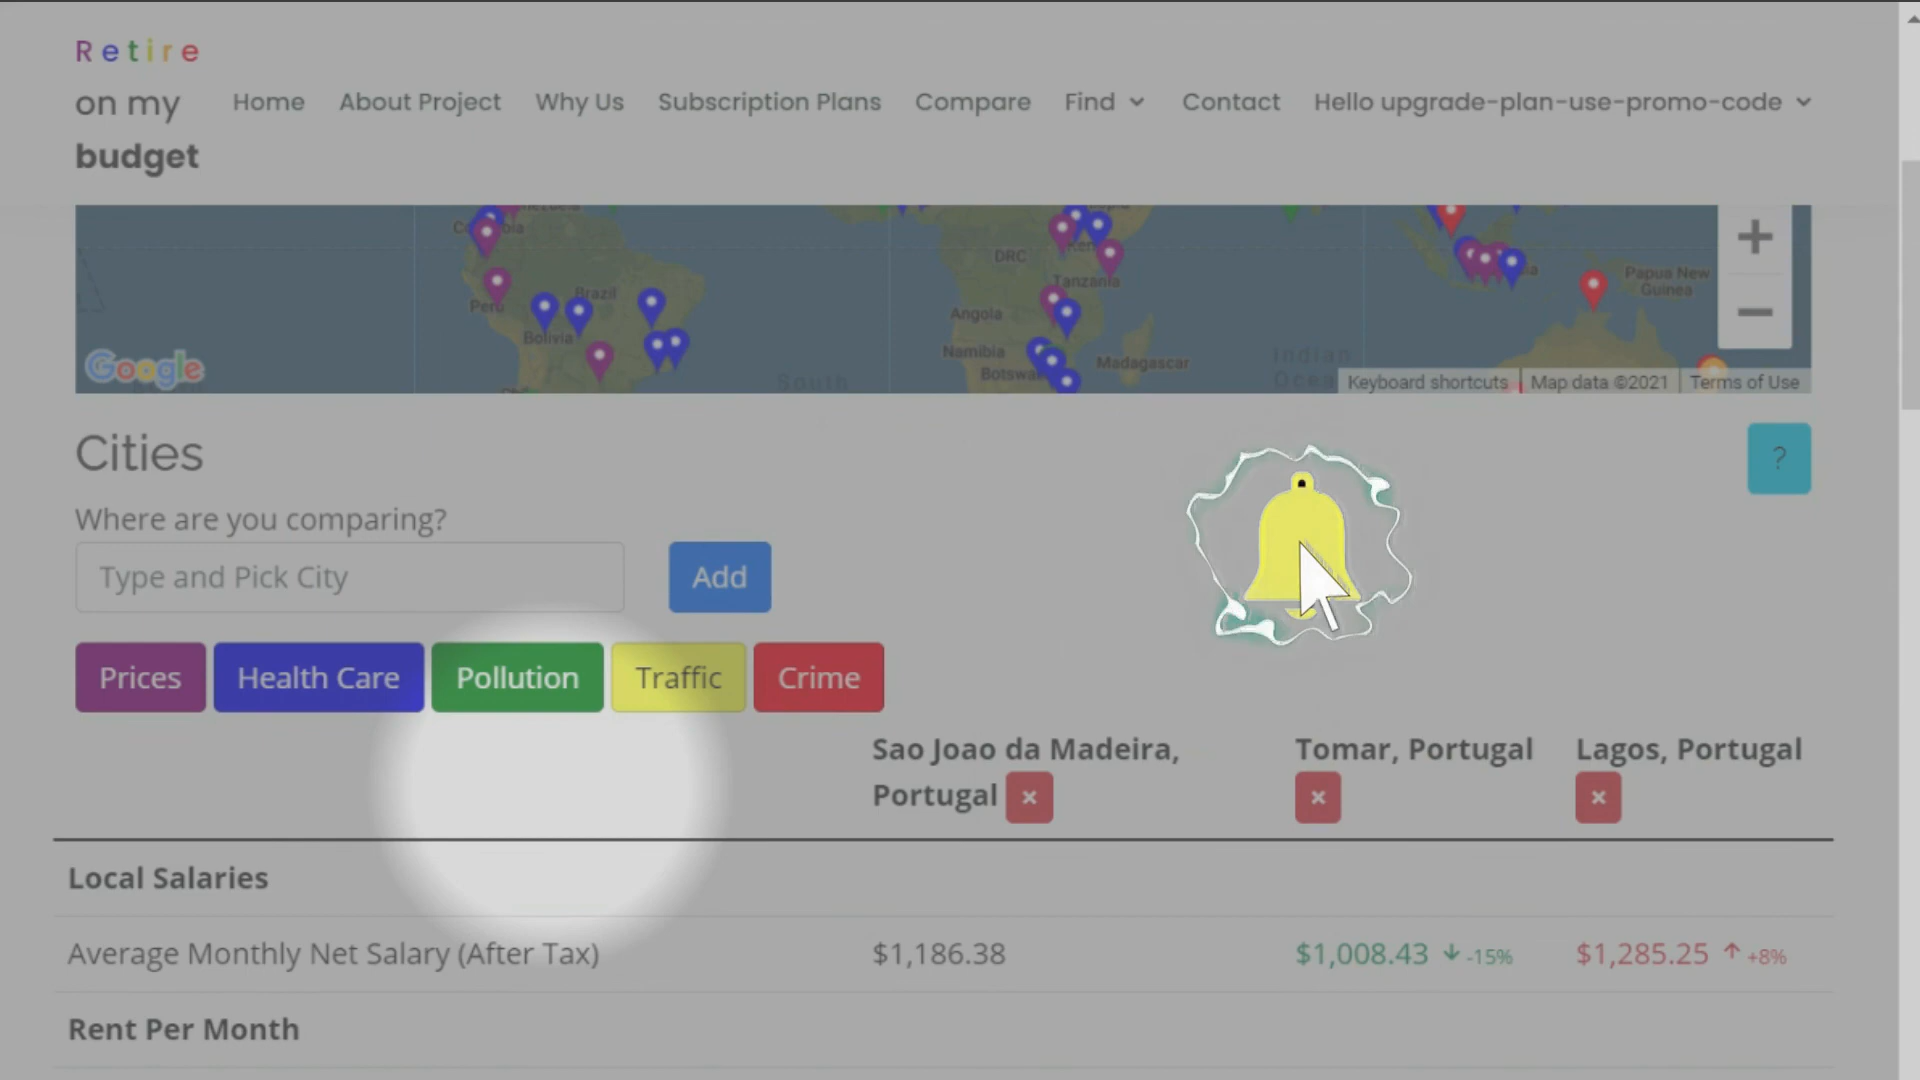 Retire
on my
budget
Home About Project Why Us Subscription Plans Compare Find Contact Hello upgrade-plan-use-promo-code
DRC
Tanzania
Papua New
Guinea
Brazil
Peru
Angola
Bolivia
Namibia
Madagascar
Indian
South
Google
Keyboard shortcuts Map data ©2021 Terms of Use
Cities
?
Where are you comparing?
Type and Pick City Add
Prices Health Care Pollution Traffic Crime
Sao Joao da Madeira, Tomar, Portugal Lagos, Portugal
Portugal × × ×
Local Salaries
Average Monthly Net Salary (After Tax) $1,186.38 $1,008.43 -15% $1,285.25 +8%
Rent Per Month